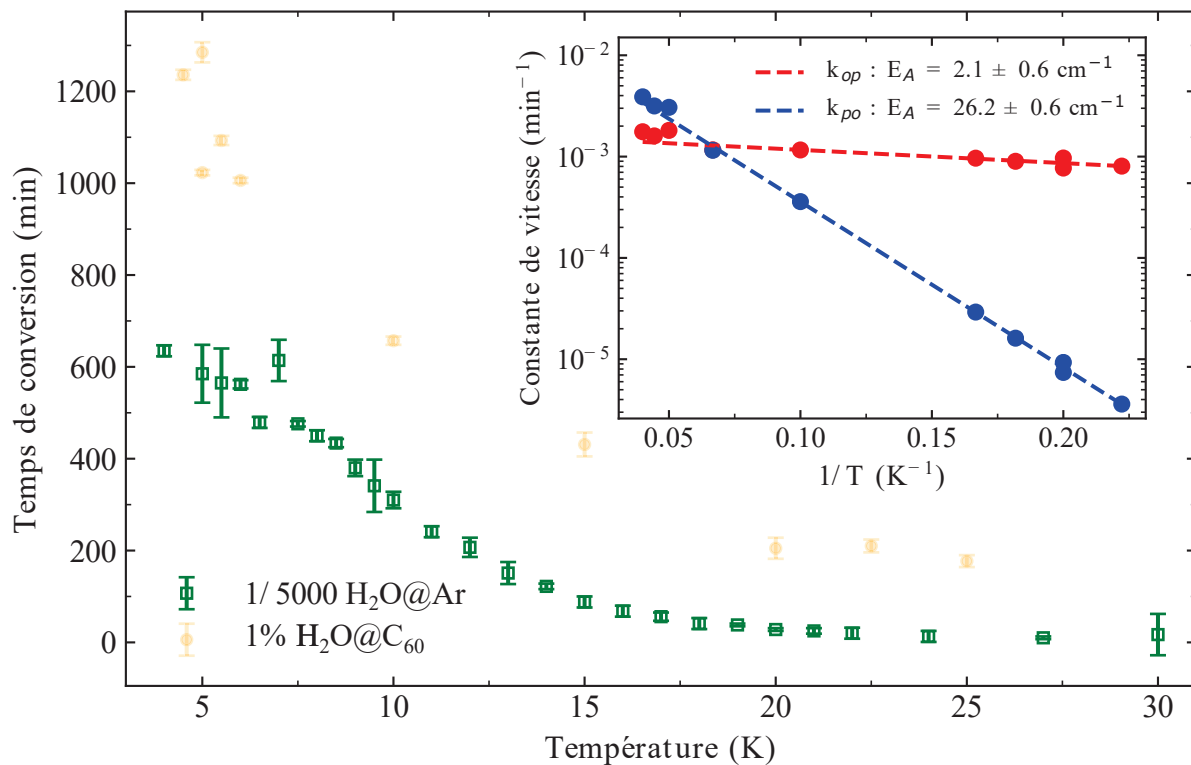 Temps de conversion (min)
1200
1000
800
600
400
200
0
5
10
15
20
25
30
Température (K)
1/5000 H₂O@Ar
1% H₂O@C₆₀
Constante de vitesse (min⁻¹)
10⁻²
10⁻³
10⁻⁴
10⁻⁵
0.05
0.10
0.15
0.20
1/T (K⁻¹)
k_op : E_A = 2.1 ± 0.6 cm⁻¹
k_po : E_A = 26.2 ± 0.6 cm⁻¹